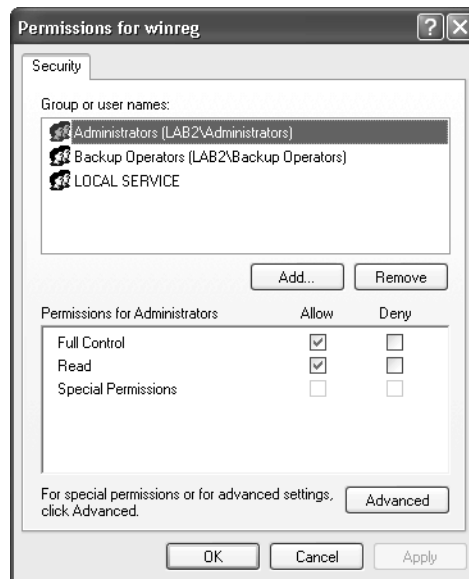 Permissions for winreg
Security
Group or user names:
Administrators (LAB2\Administrators)
Backup Operators (LAB2\Backup Operators)
LOCAL SERVICE
Add... Remove
Permissions for Administrators Allow Deny
Full Control
Read
Special Permissions
For special permissions or for advanced settings,
click Advanced.
Advanced
OK Cancel Apply